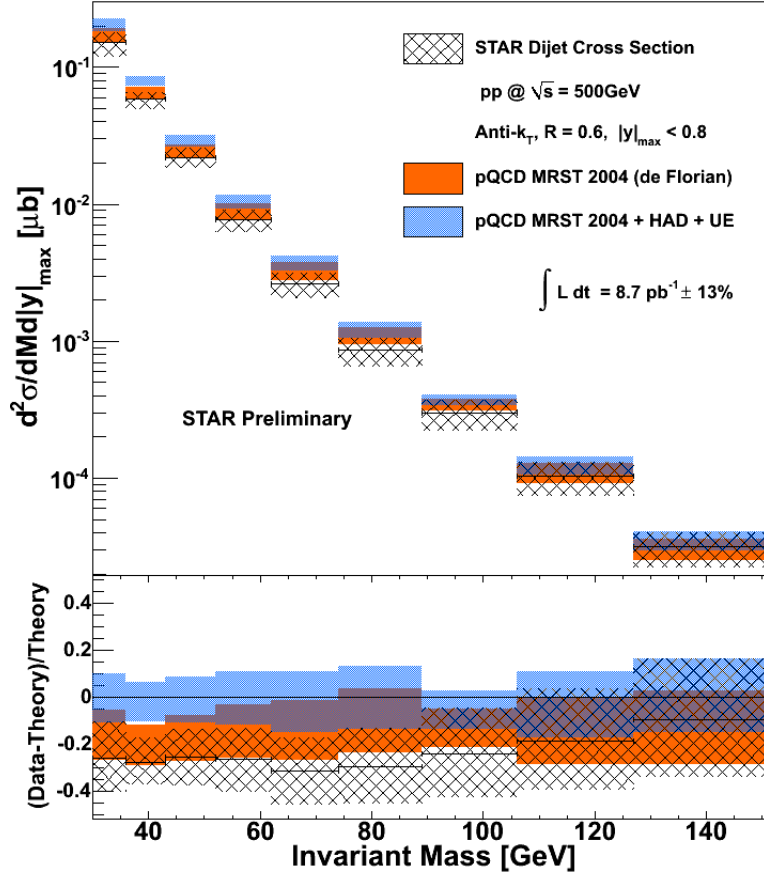 STAR Dijet Cross Section
pp @ √s = 500GeV
Anti-k_T, R = 0.6, |y|_max < 0.8
pQCD MRST 2004 (de Florian)
pQCD MRST 2004 + HAD + UE
∫ L dt = 8.7 pb⁻¹ ± 13%
STAR Preliminary
d²σ/dMd|y|_max [μb]
10⁻¹
10⁻²
10⁻³
10⁻⁴
(Data-Theory)/Theory
0.4
0.2
0
-0.2
-0.4
40 60 80 100 120 140
Invariant Mass [GeV]